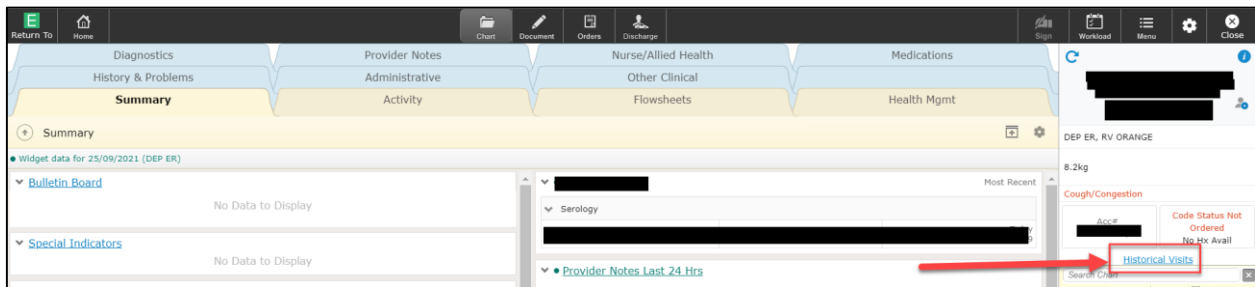 Return To
Home
Chart
Document
Orders
Discharge
Sign
Workload
Menu
Close
Diagnostics
Provider Notes
Nurse/Allied Health
Medications
History & Problems
Administrative
Other Clinical
Summary
Activity
Flowsheets
Health Mgmt
Summary
DEP ER, RV ORANGE
Widget data for 25/09/2021 (DEP ER)
8.2kg
Bulletin Board
Most Recent
No Data to Display
Cough/Congestion
Serology
Acc#
Code Status Not
Ordered
No Hx Avail
Special Indicators
No Data to Display
Historical Visits
Provider Notes Last 24 Hrs
Search Chart